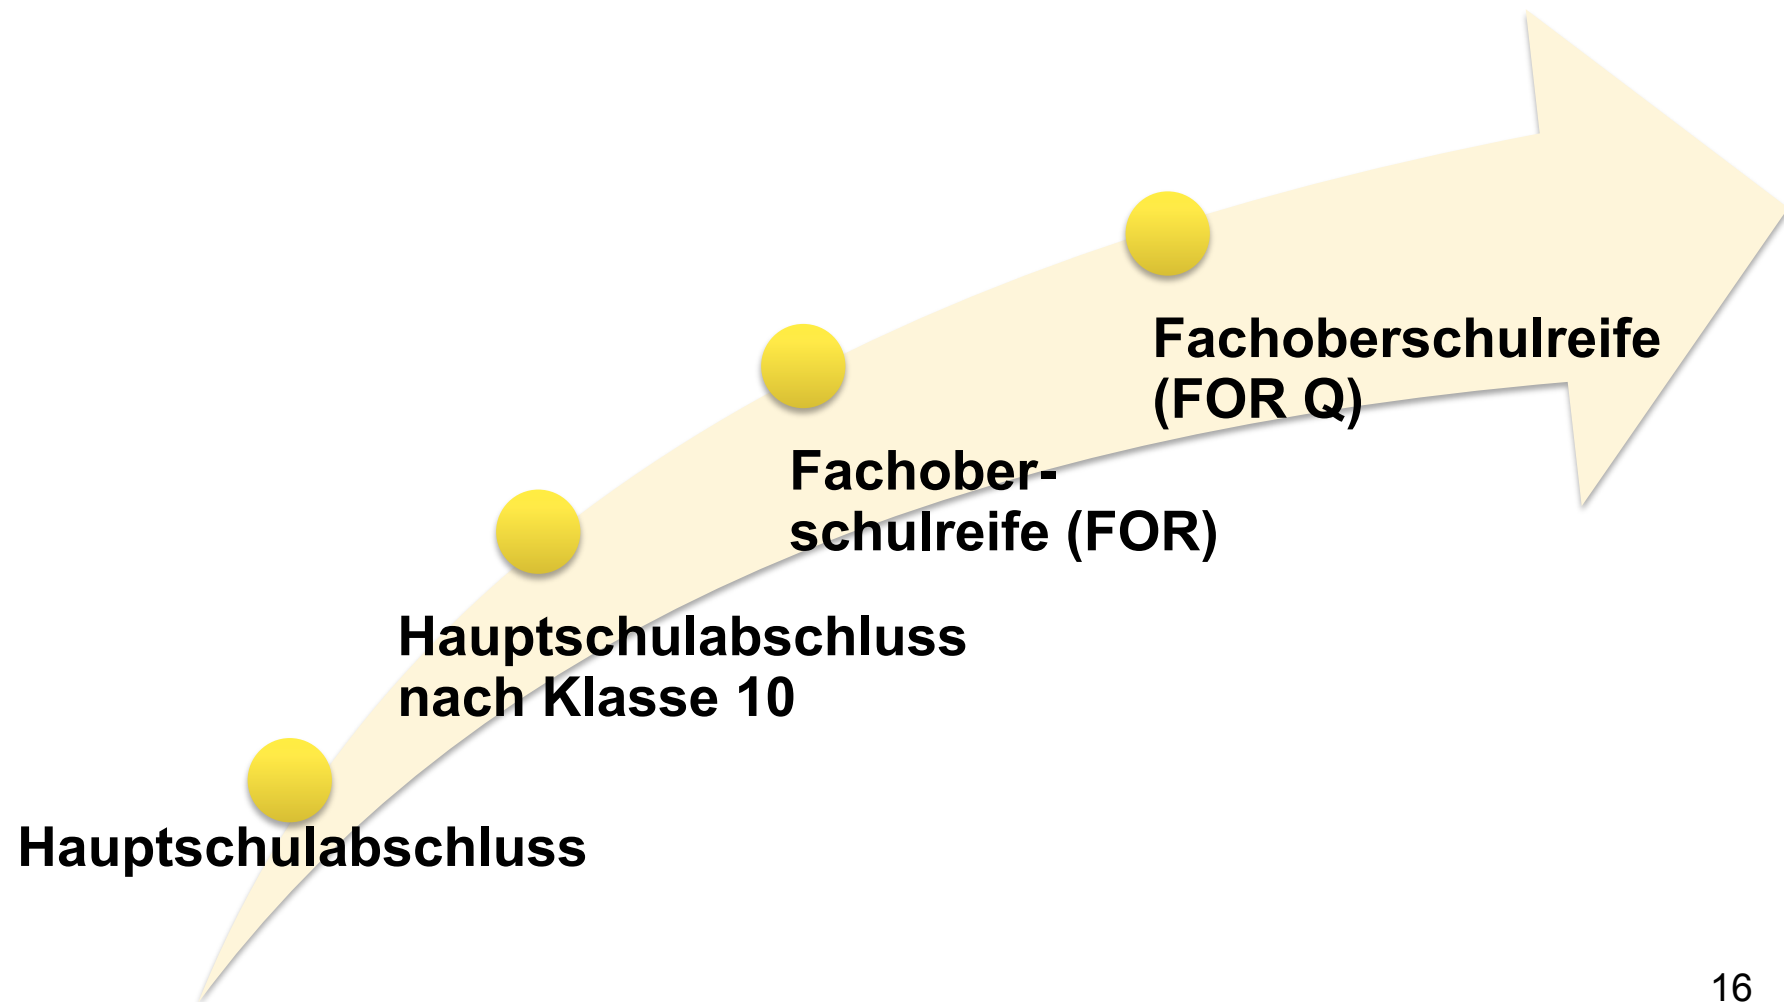 Fachoberschulreife
(FOR Q)
Fachober-
schulreife (FOR)
Hauptschulabschluss
nach Klasse 10
Hauptschulabschluss
16